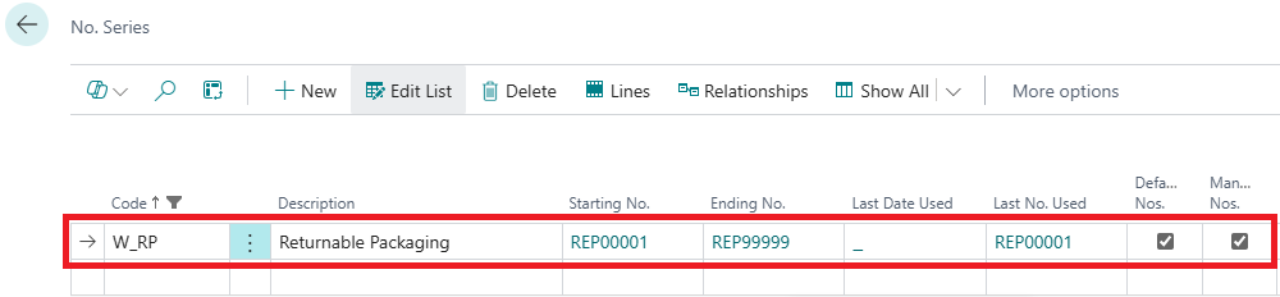 No. Series
New Edit List Delete Lines Relationships Show All More options
Defa... Man...
Code ↑ Description Starting No. Ending No. Last Date Used Last No. Used Nos. Nos.
→ W_RP Returnable Packaging REP00001 REP99999 _ REP00001